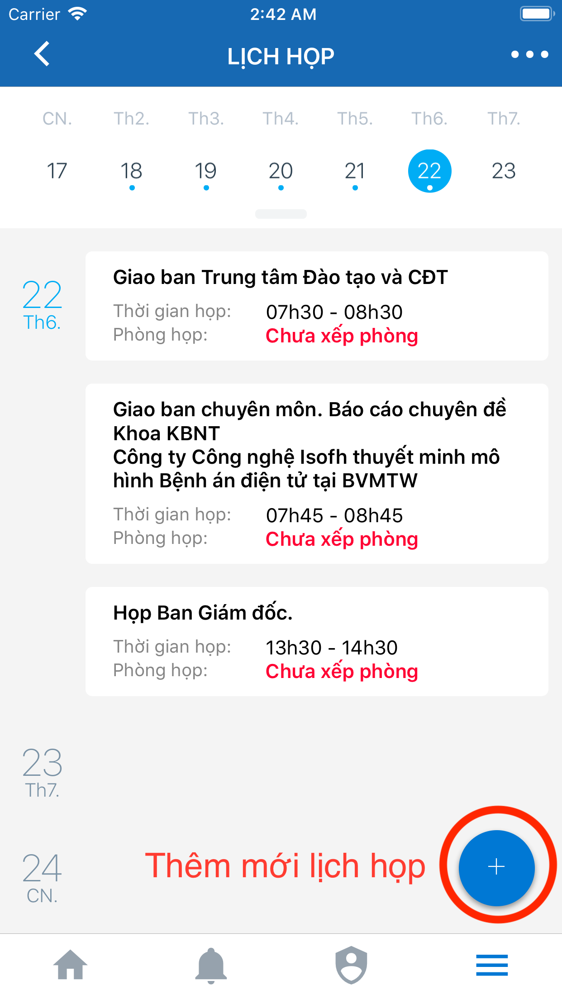 Carrier 2:42 AM
LỊCH HỌP
CN. Th2. Th3. Th4. Th5. Th6. Th7.
17 18 19 20 21 22 23
22
Th6.
Giao ban Trung tâm Đào tạo và CĐT
Thời gian họp: 07h30 - 08h30
Phòng họp: Chưa xếp phòng
Giao ban chuyên môn. Báo cáo chuyên đề
Khoa KBNT
Công ty Công nghệ Isofh thuyết minh mô
hình Bệnh án điện tử tại BVMTW
Thời gian họp: 07h45 - 08h45
Phòng họp: Chưa xếp phòng
Họp Ban Giám đốc.
Thời gian họp: 13h30 - 14h30
Phòng họp: Chưa xếp phòng
23
Th7.
24
CN.
Thêm mới lịch họp